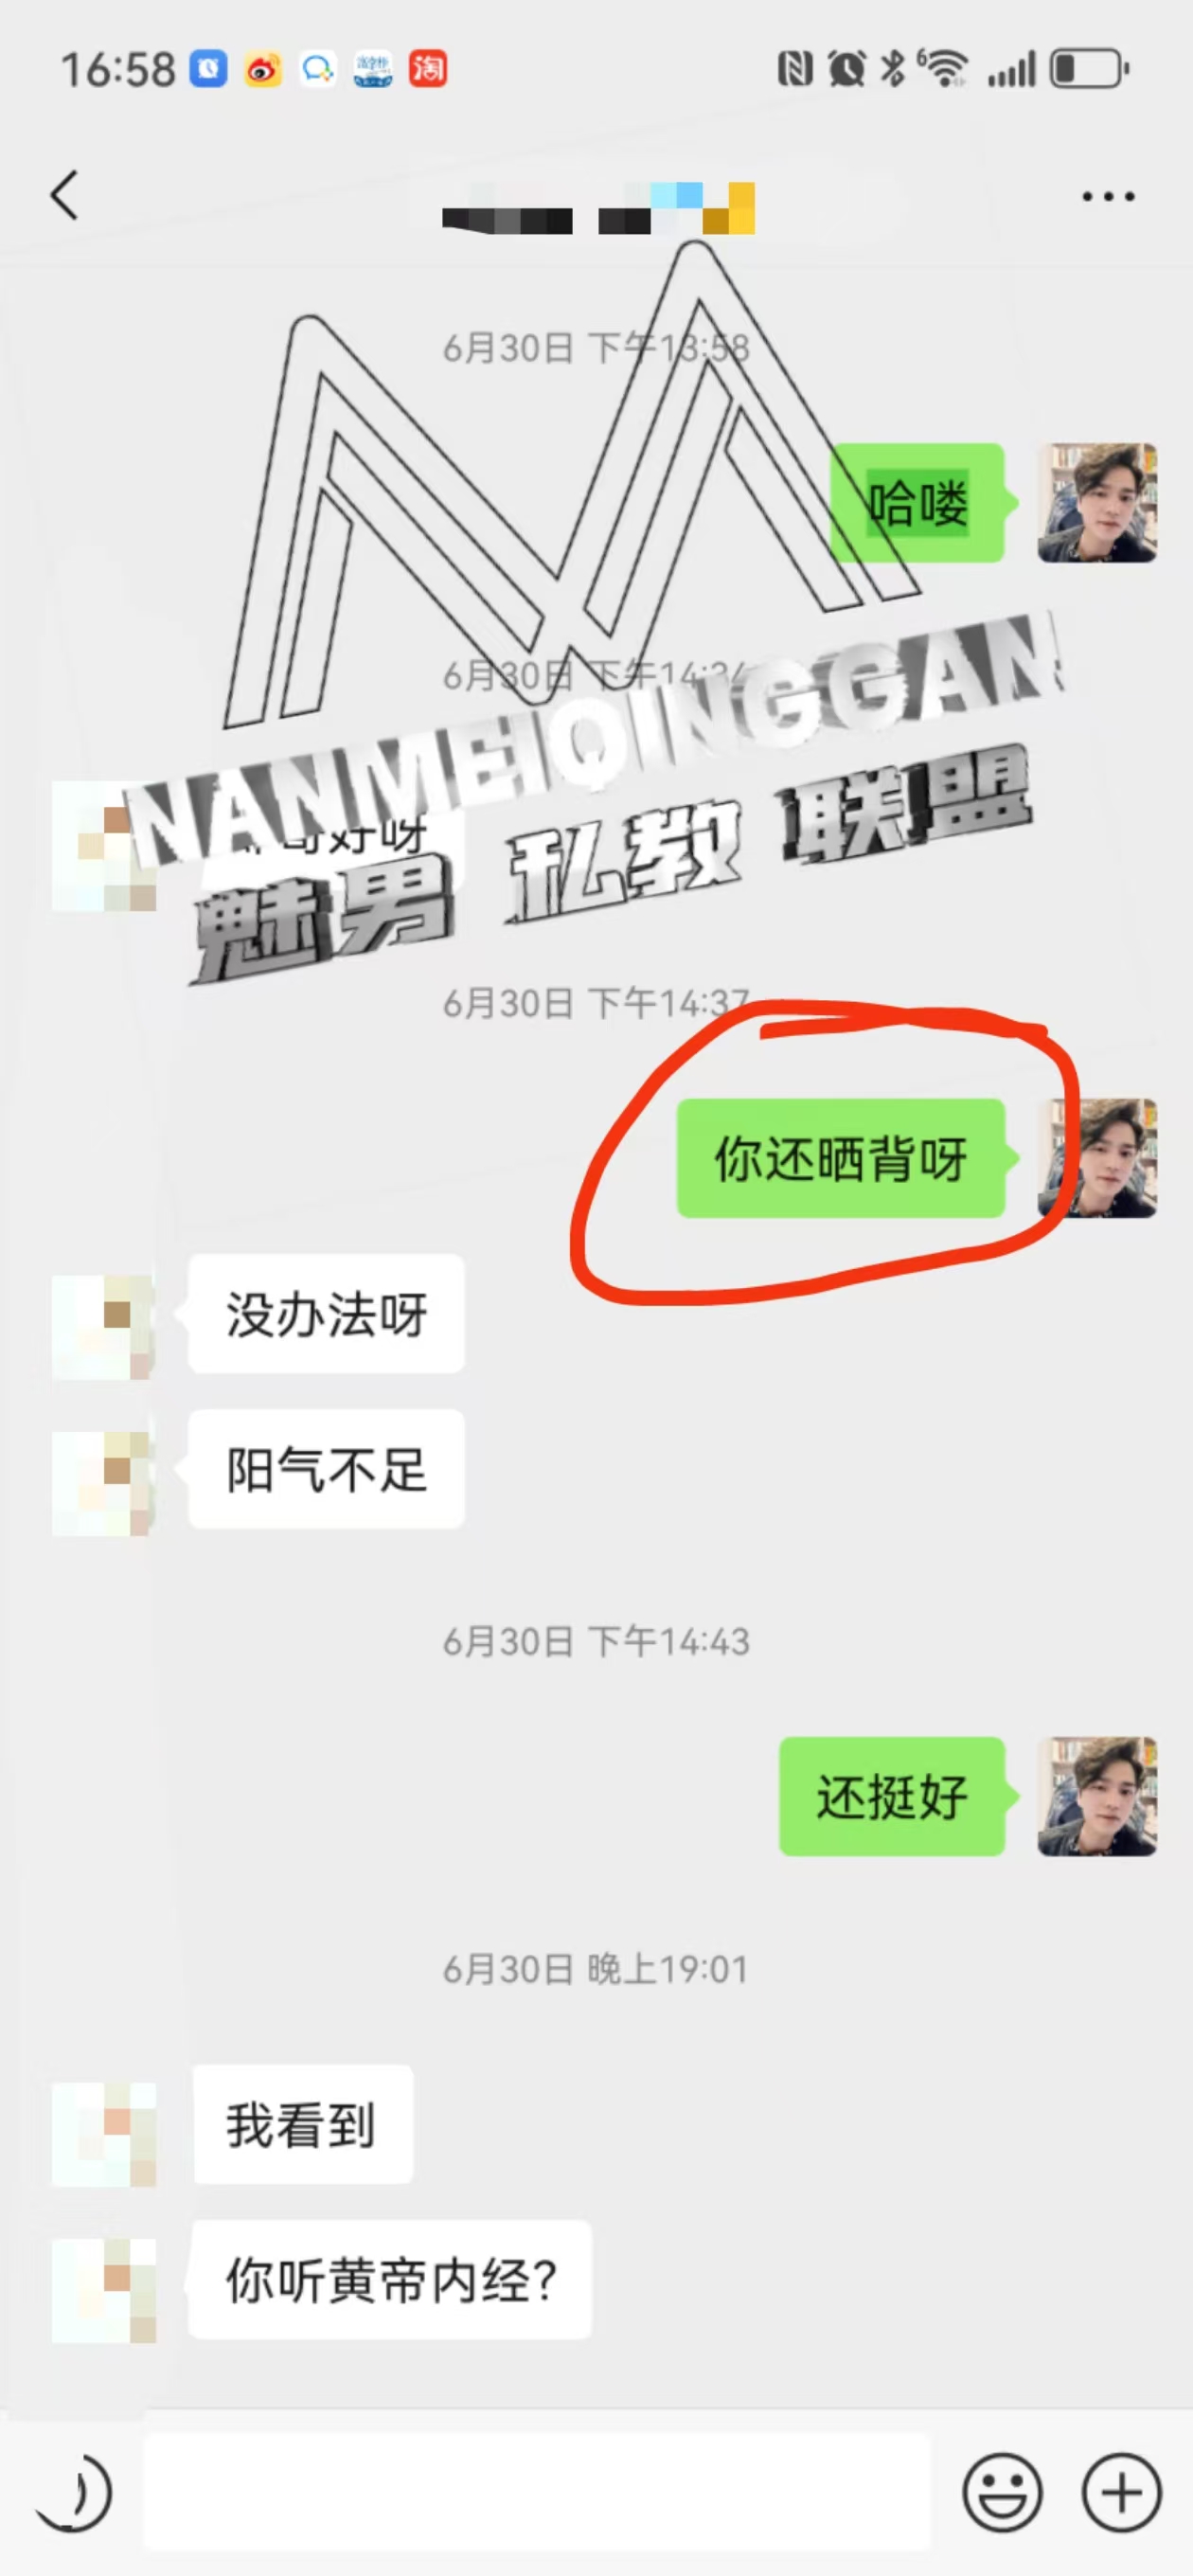 16:58
6月30日 下午13:58
哈喽
6月30日 下午14:34
NANMEIQINGGAN
好呀
魅男 私教 联盟
6月30日 下午14:37
你还晒背呀
没办法呀
阳气不足
6月30日 下午14:43
还挺好
6月30日 晚上19:01
我看到
你听黄帝内经?